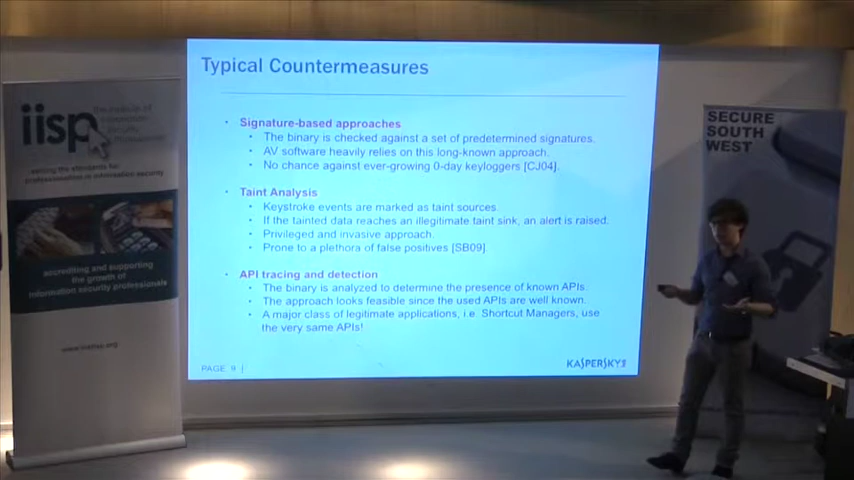 Typical Countermeasures
• Signature-based approaches
• The binary is checked against a set of predetermined signatures.
• AV software heavily relies on this long-known approach.
• No chance against ever-growing 0-day keyloggers [CJ04].
• Taint Analysis
• Keystroke events are marked as taint sources.
• If the tainted data reaches an illegitimate taint sink, an alert is raised.
• Privileged and invasive approach.
• Prone to a plethora of false positives [SB09].
• API tracing and detection
• The binary is analyzed to determine the presence of known APIs.
• The approach looks feasible since the used APIs are well known.
• A major class of legitimate applications, i.e. Shortcut Managers, use
the very same APIs!
PAGE 9 |
KASPERSKY
iisp
accrediting and supporting
the growth of
information security professionals
SECURE
SOUTH
WEST